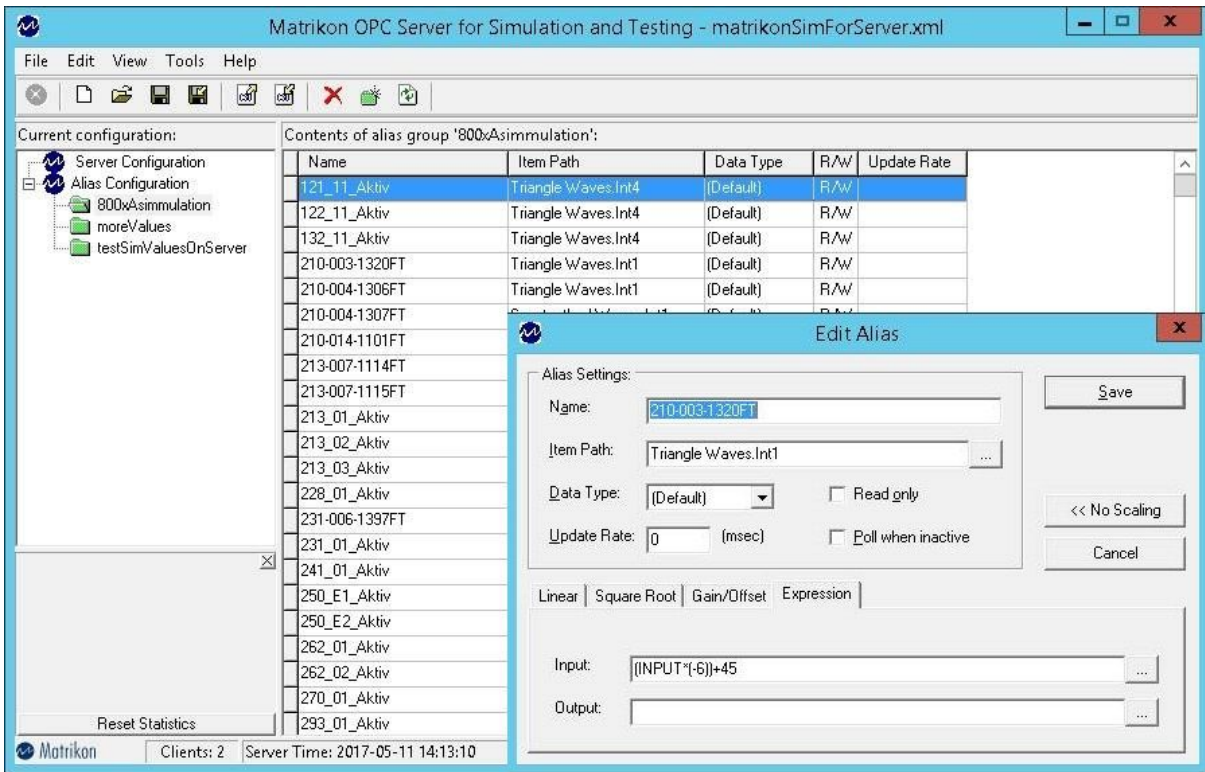 Matrikon OPC Server for Simulation and Testing - matrikonSimForServer.xml
File Edit View Tools Help
Current configuration:
Contents of alias group '800xAsimmulation':
Server Configuration
Alias Configuration
800xAsimmulation
moreValues
testSimValuesOnServer
Name Item Path Data Type R/W Update Rate
121_11_Aktiv Triangle Waves.Int4 (Default) R/W
122_11_Aktiv Triangle Waves.Int4 (Default) R/W
132_11_Aktiv Triangle Waves.Int4 (Default) R/W
210-003-1320FT Triangle Waves.Int1 (Default) R/W
210-004-1306FT Triangle Waves.Int1 (Default) R/W
210-004-1307FT
210-014-1101FT
213-007-1114FT
213-007-1115FT
213_01_Aktiv
213_02_Aktiv
213_03_Aktiv
228_01_Aktiv
231-006-1397FT
231_01_Aktiv
241_01_Aktiv
250_E1_Aktiv
250_E2_Aktiv
262_01_Aktiv
262_02_Aktiv
270_01_Aktiv
293_01_Aktiv
Edit Alias
Alias Settings:
Name: 210-003-1320FT
Save
Item Path: Triangle Waves.Int1 ...
Data Type: (Default) Read only
<< No Scaling
Update Rate: 0 (msec) Poll when inactive
Cancel
Linear Square Root Gain/Offset Expression
Input: (INPUT*(-6))+45 ...
Output: ...
Reset Statistics
Matrikon Clients: 2 Server Time: 2017-05-11 14:13:10